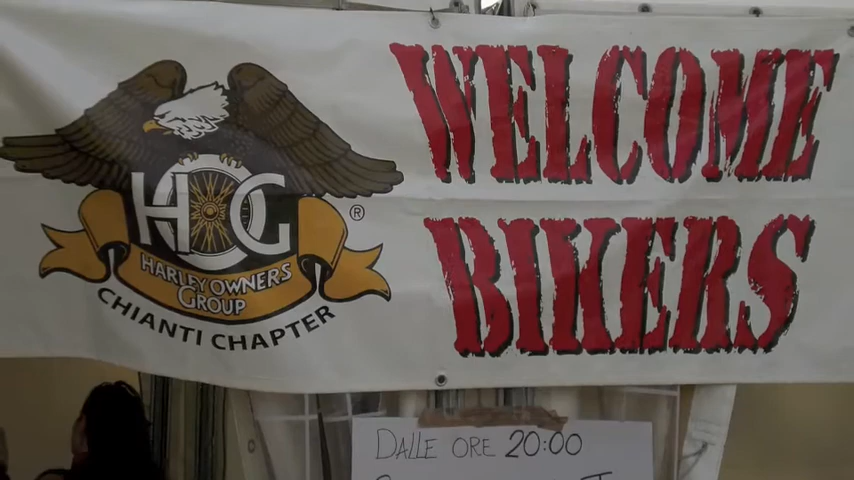 WELCOME
BIKERS
HOG
®
HARLEY OWNERS
GROUP
CHIANTI CHAPTER
DALLE ORE 20:00